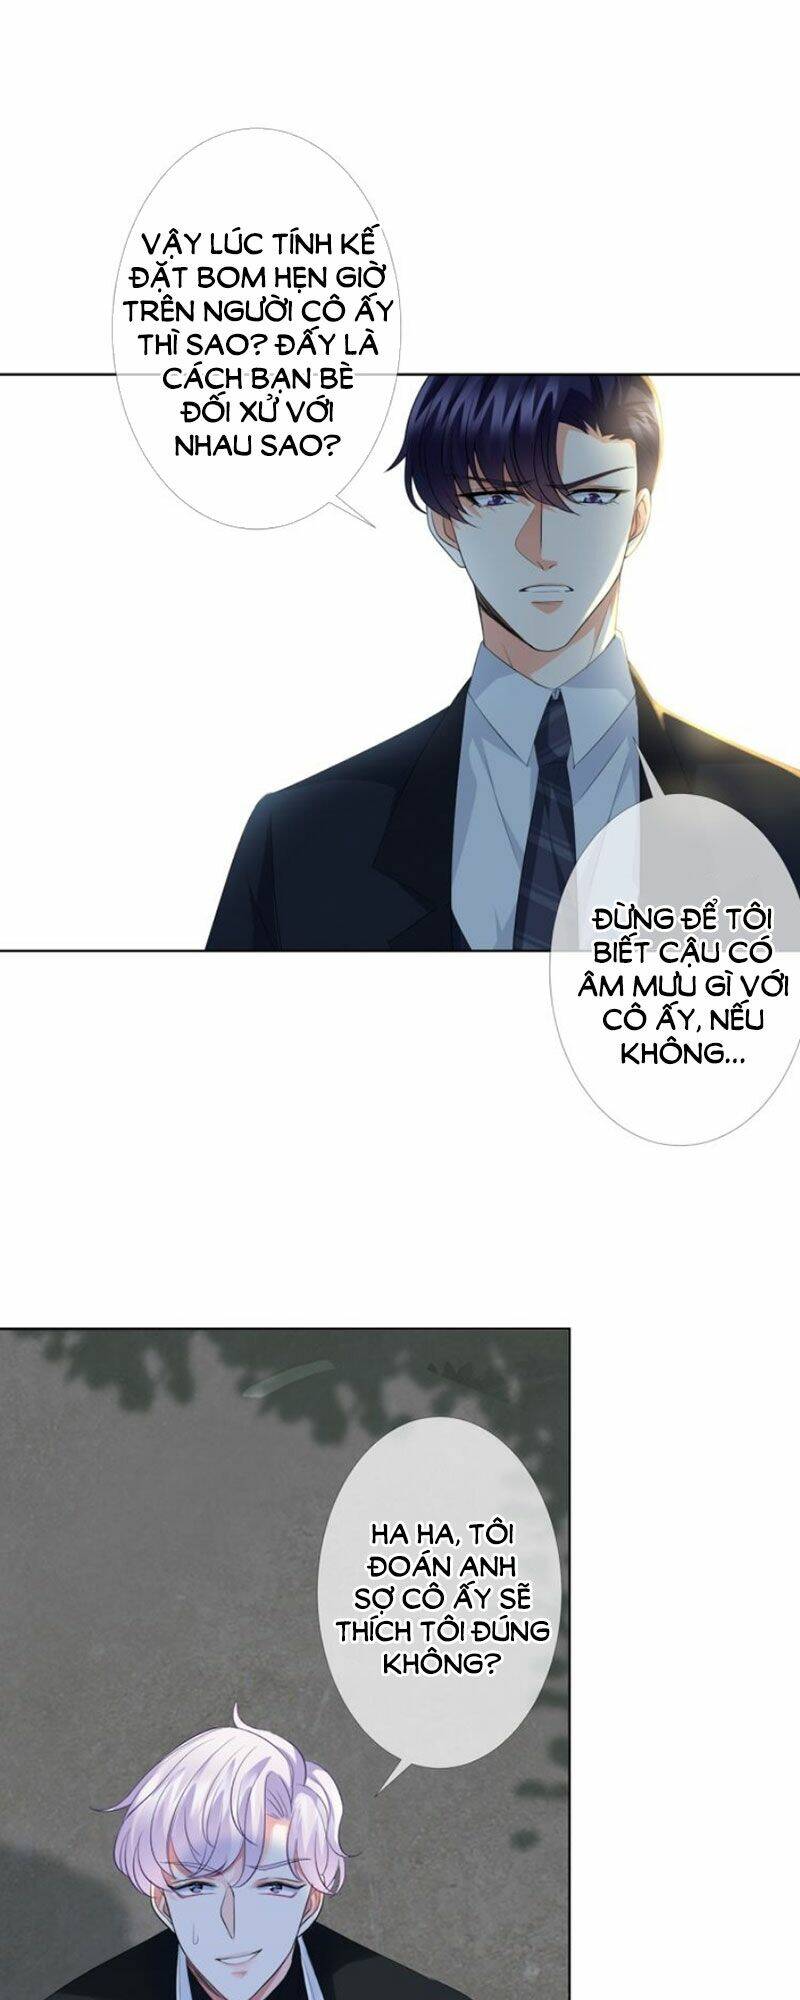 VẬY LÚC TÍNH KẾ
ĐẶT BOM HẸN GIỜ
TRÊN NGƯỜI CÔ ẤY
THÌ SAO? ĐẤY LÀ
CÁCH BẠN BÈ
ĐỐI XỬ VỚI
NHAU SAO?
ĐỪNG ĐỂ TÔI
BIẾT CẬU CÓ
ÂM MƯU GÌ VỚI
CÔ ẤY, NẾU
KHÔNG...
HA HA, TÔI
ĐOÁN ANH
SỢ CÔ ẤY SẼ
THÍCH TÔI ĐÚNG
KHÔNG?